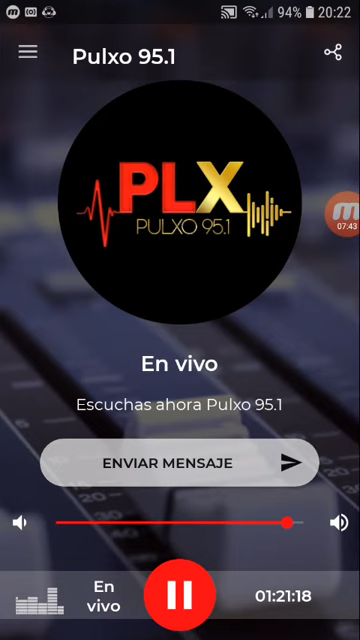 94% 20:22
Pulxo 95.1
PLX
PULXO 95.1
07:43
En vivo
Escuchas ahora Pulxo 95.1
ENVIAR MENSAJE
En
vivo
01:21:18